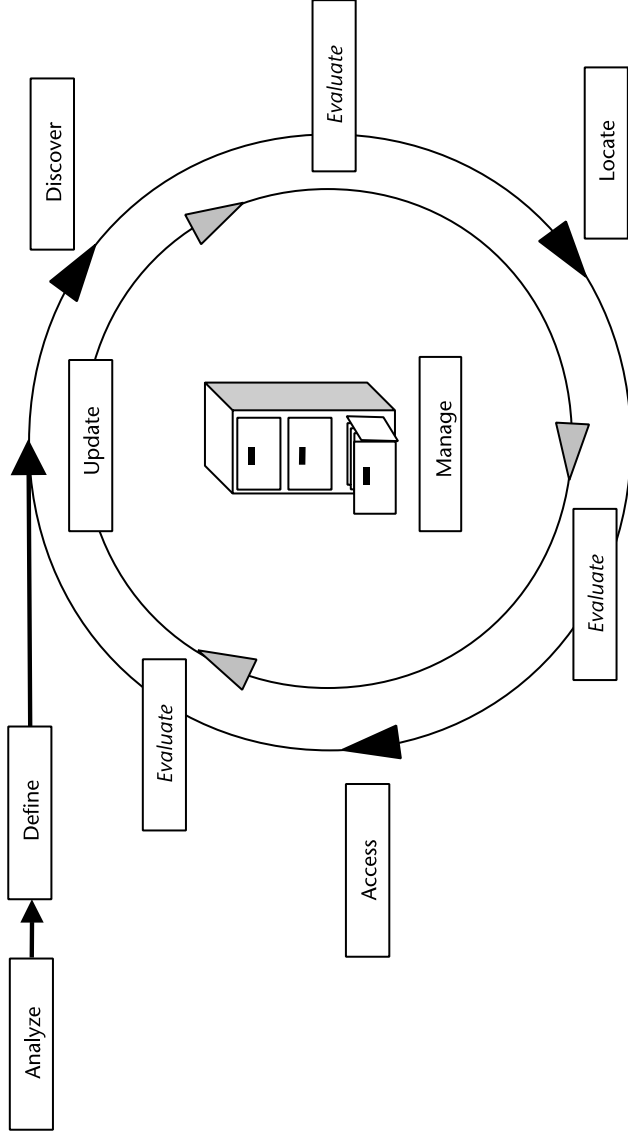 Analyze
Define
Discover
Update
Evaluate
Evaluate
Access
Manage
Evaluate
Locate